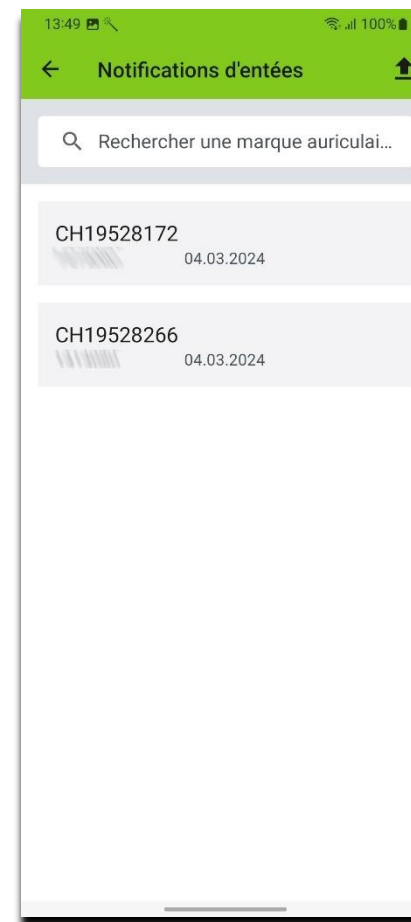 13:49 100%
Notifications d'entées
Rechercher une marque auriculai...
CH19528172
04.03.2024
CH19528266
04.03.2024